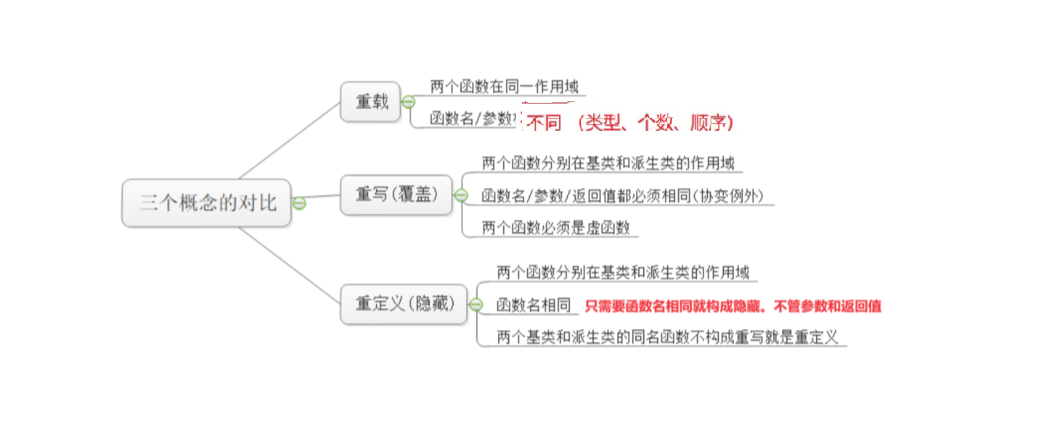 三个概念的对比
重载
两个函数在同一作用域
函数名/参数 不同 (类型、个数、顺序)
重写(覆盖)
两个函数分别在基类和派生类的作用域
函数名/参数/返回值都必须相同(协变例外)
两个函数必须是虚函数
重定义(隐藏)
两个函数分别在基类和派生类的作用域
函数名相同 只需要函数名相同就构成隐藏。不管参数和返回值
两个基类和派生类的同名函数不构成重写就是重定义